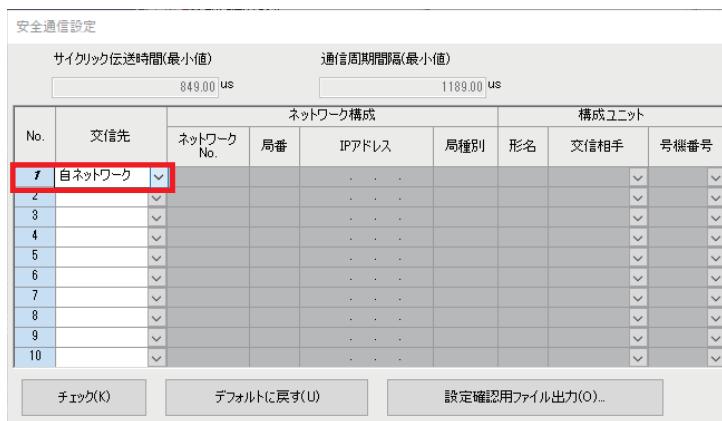 安全通信設定
サイクリック伝送時間(最小値) 通信周期間隔(最小値)
849.00 us 1189.00 us
No. 交信先 ネットワーク構成 構成ユニット
ネットワーク No. 局番 IPアドレス 局種別 形名 交信相手 号機番号
1 自ネットワーク . . .
2 . . .
3 . . .
4 . . .
5 . . .
6 . . .
7 . . .
8 . . .
9 . . .
10 . . .
チェック(K) デフォルトに戻す(U) 設定確認用ファイル出力(O)...